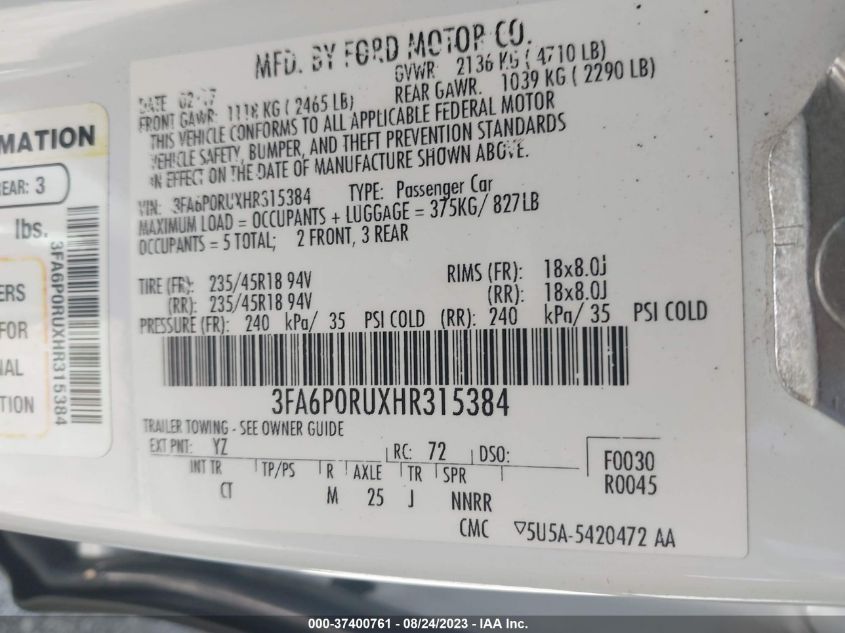 MFD. BY FORD MOTOR CO.
DATE 02/17 GVWR: 2136 KG ( 4710 LB)
FRONT GAWR: 1118 KG ( 2465 LB) REAR GAWR: 1039 KG ( 2290 LB)
THIS VEHICLE CONFORMS TO ALL APPLICABLE FEDERAL MOTOR
VEHICLE SAFETY, BUMPER, AND THEFT PREVENTION STANDARDS
IN EFFECT ON THE DATE OF MANUFACTURE SHOWN ABOVE.
VIN: 3FA6P0RUXHR315384 TYPE: Passenger Car
MAXIMUM LOAD = OCCUPANTS + LUGGAGE = 375KG/ 827LB
OCCUPANTS = 5 TOTAL; 2 FRONT, 3 REAR
TIRE (FR): 235/45R18 94V RIMS (FR): 18x8.0J
(RR): 235/45R18 94V (RR): 18x8.0J
PRESSURE (FR): 240 kPa/ 35 PSI COLD (RR): 240 kPa/ 35 PSI COLD
3FA6P0RUXHR315384
TRAILER TOWING - SEE OWNER GUIDE
EXT PNT: YZ RC: 72 DSO: F0030
INT TR TP/PS R AXLE TR SPR R0045
CT M 25 J NNRR
CMC ▽5U5A-5420472 AA
MATION
EAR: 3
lbs.
3FA6P0RUXHR315384
ERS
FOR
NAL
ION
000-37400761 - 08/24/2023 - IAA Inc.